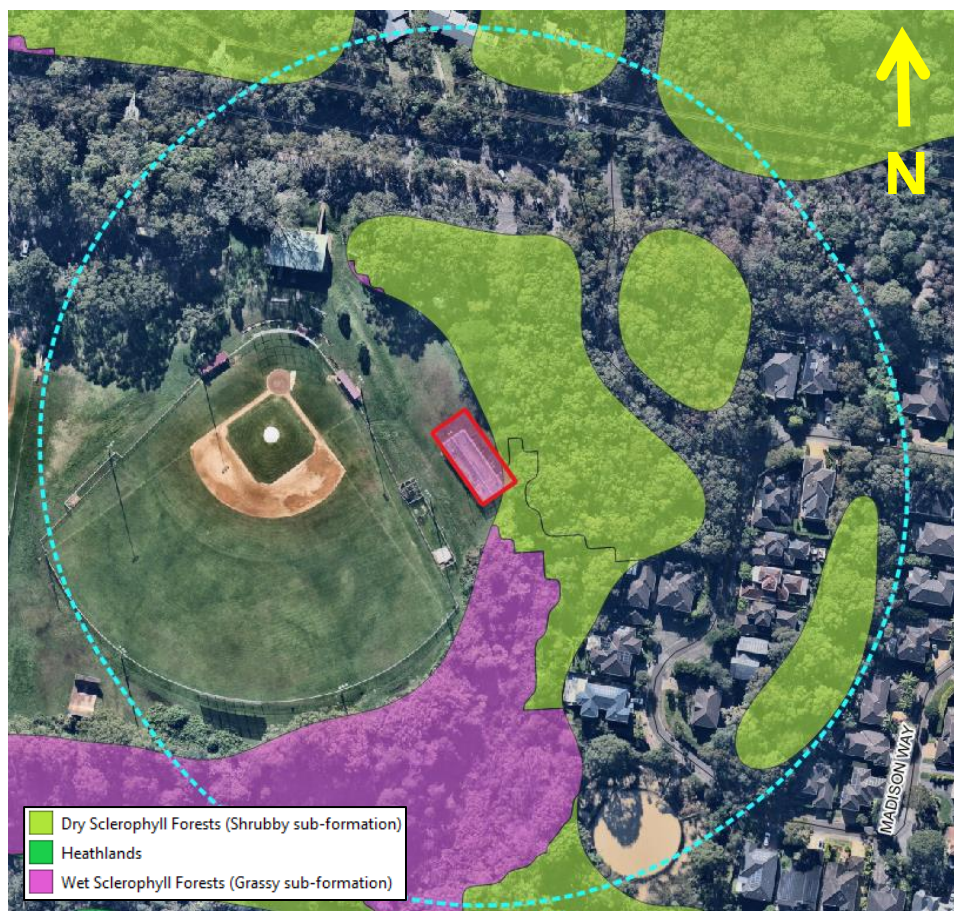 N
MADISON WAY
Dry Sclerophyll Forests (Shrubby sub-formation)
Heathlands
Wet Sclerophyll Forests (Grassy sub-formation)